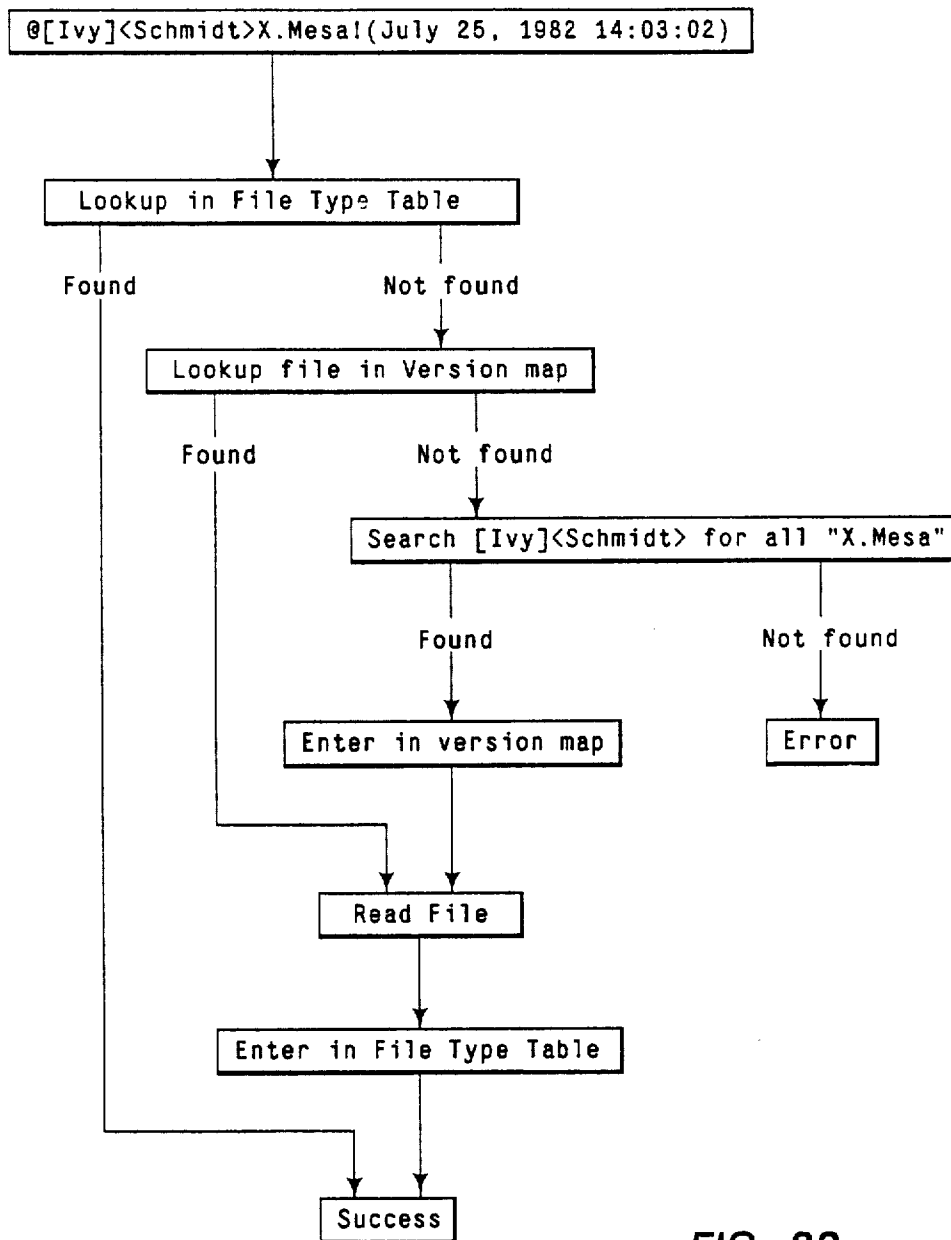 @[Ivy]<Schmidt>X.Mesa!(July 25, 1982 14:03:02)
Lookup in File Type Table
Found
Not found
Lookup file in Version map
Found
Not found
Search [Ivy]<Schmidt> for all "X.Mesa"
Found
Not found
Enter in version map
Error
Read File
Enter in File Type Table
Success
FIG.